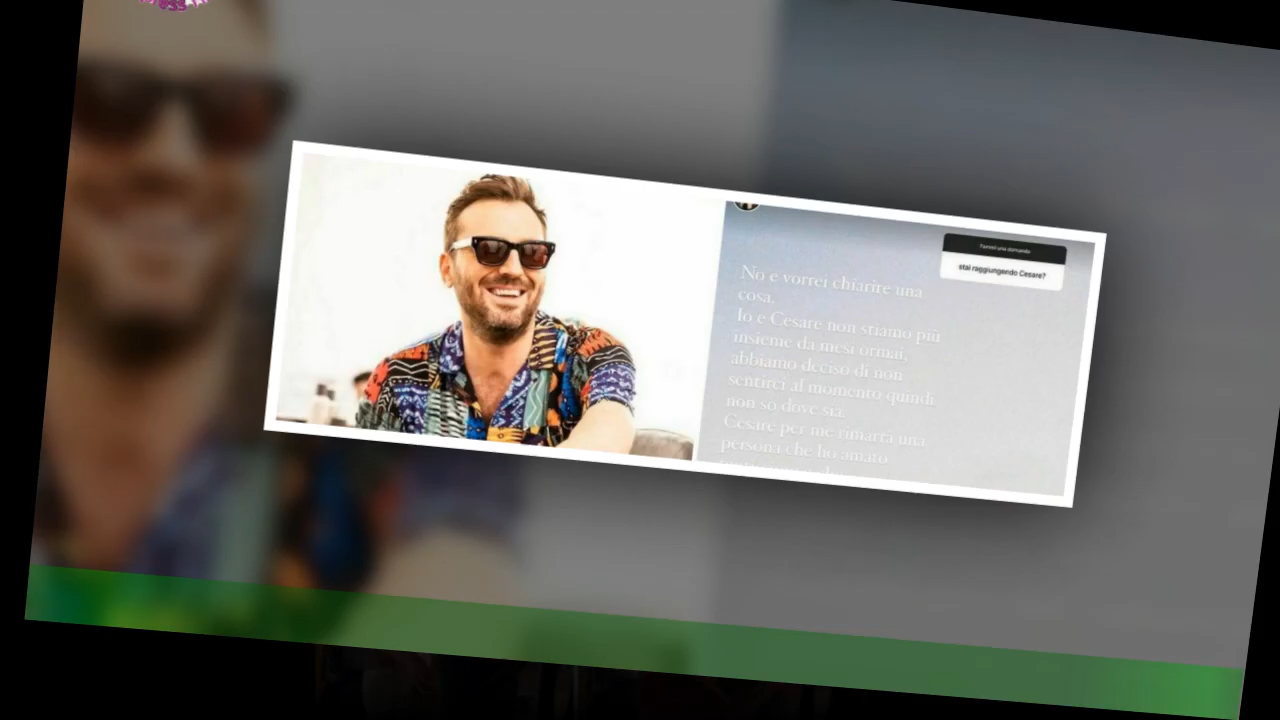 Fammi una domanda
stai raggiungendo Cesare?
No e vorrei chiarire una
cosa,
Io e Cesare non stiamo più
insieme da mesi ormai,
abbiamo deciso di non
sentirci al momento quindi
non so dove sia.
Cesare per me rimarrà una
persona che ho amato